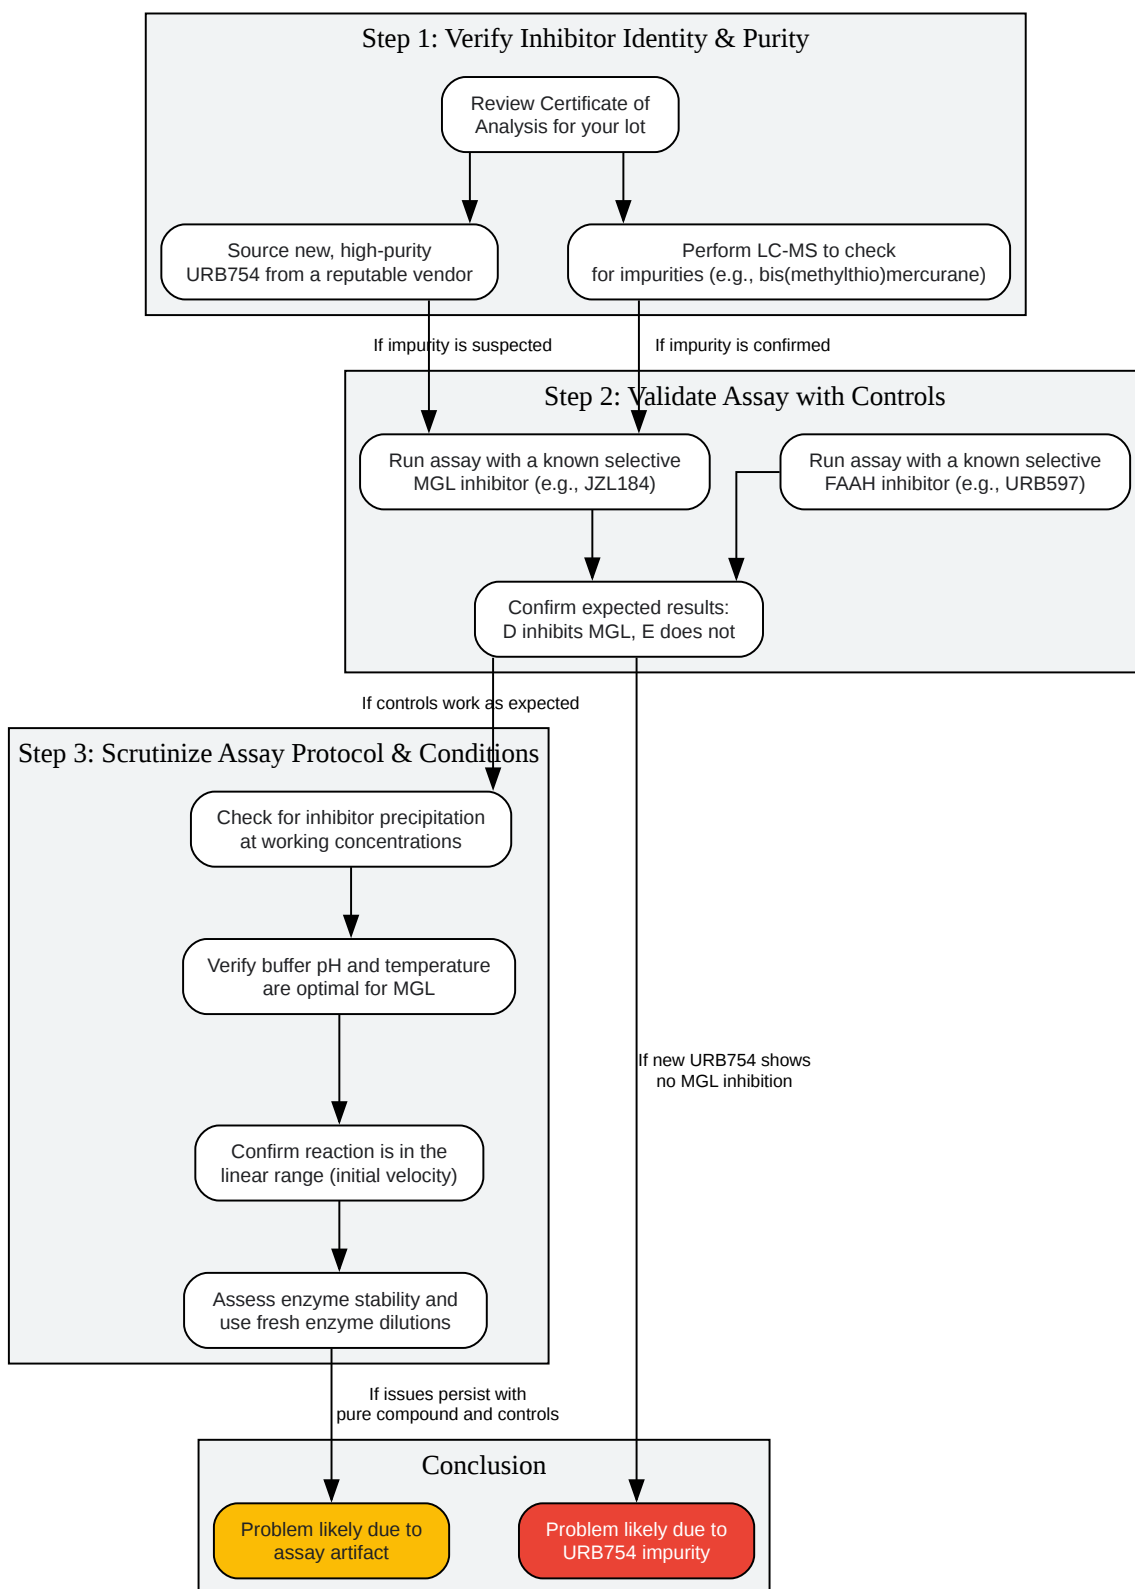 Step 1: Verify Inhibitor Identity & Purity
Review Certificate of
Analysis for your lot
Source new, high-purity
URB754 from a reputable vendor
Perform LC-MS to check
for impurities (e.g., bis(methylthio)mercurane)
If impurity is suspected
If impurity is confirmed
Step 2: Validate Assay with Controls
Run assay with a known selective
MGL inhibitor (e.g., JZL184)
Run assay with a known selective
FAAH inhibitor (e.g., URB597)
Confirm expected results:
D inhibits MGL, E does not
If controls work as expected
Step 3: Scrutinize Assay Protocol & Conditions
Check for inhibitor precipitation
at working concentrations
Verify buffer pH and temperature
are optimal for MGL
If new URB754 shows
no MGL inhibition
Confirm reaction is in the
linear range (initial velocity)
Assess enzyme stability and
use fresh enzyme dilutions
If issues persist with
pure compound and controls
Conclusion
Problem likely due to
assay artifact
Problem likely due to
URB754 impurity